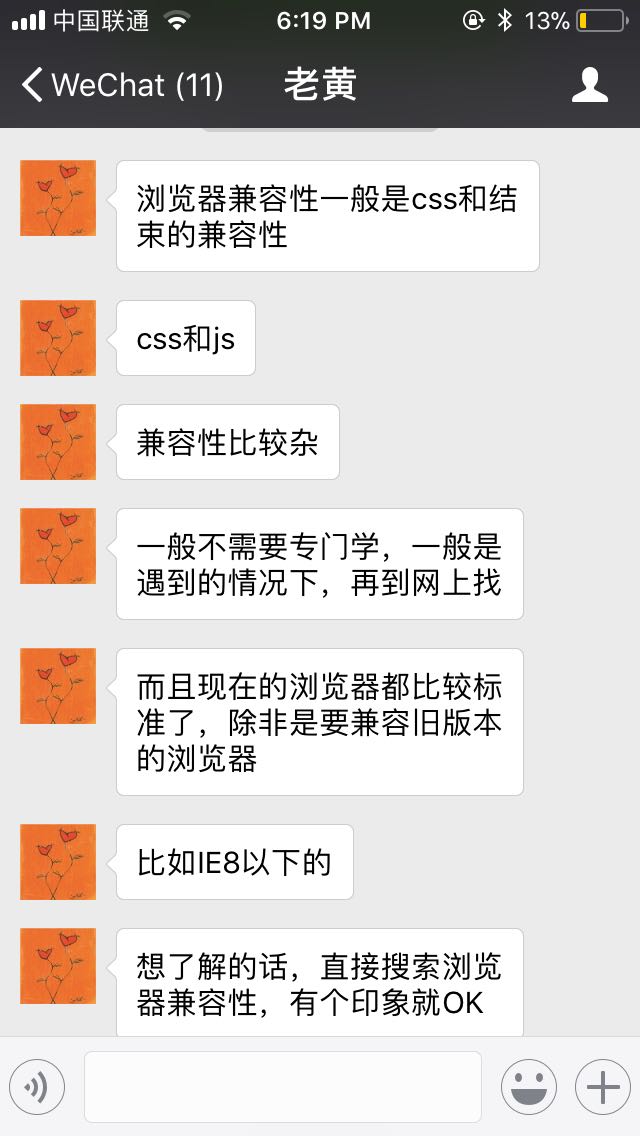 中国联通 6:19 PM 13%
WeChat (11) 老黄
浏览器兼容性一般是css和结
束的兼容性
css和js
兼容性比较杂
一般不需要专门学，一般是
遇到的情况下，再到网上找
而且现在的浏览器都比较标
准了，除非是要兼容旧版本
的浏览器
比如IE8以下的
想了解的话，直接搜索浏览
器兼容性，有个印象就OK